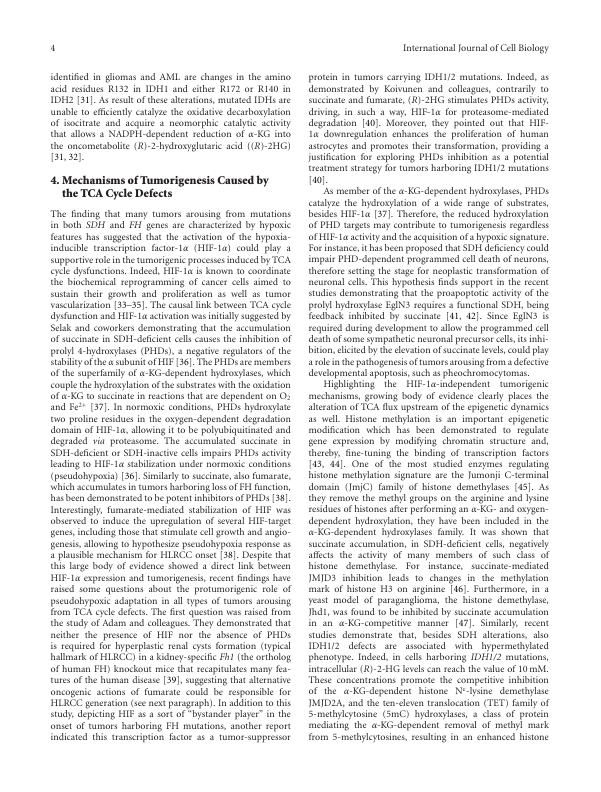 4
International Journal of Cell Biology
identified in gliomas and AML are changes in the amino
acid residues R132 in IDH1 and either R172 or R140 in
IDH2 [31]. As result of these alterations, mutated IDHs are
unable to efficiently catalyze the oxidative decarboxylation
of isocitrate and acquire a neomorphic catalytic activity
that allows a NADPH-dependent reduction of α-KG into
the oncometabolite (R)-2-hydroxyglutaric acid ((R)-2HG)
[31, 32].
4. Mechanisms of Tumorigenesis Caused by
the TCA Cycle Defects
The finding that many tumors arousing from mutations
in both SDH and FH genes are characterized by hypoxic
features has suggested that the activation of the hypoxia-
inducible transcription factor-1α (HIF-1α) could play a
supportive role in the tumorigenic processes induced by TCA
cycle dysfunctions. Indeed, HIF-1α is known to coordinate
the biochemical reprogramming of cancer cells aimed to
sustain their growth and proliferation as well as tumor
vascularization [33–35]. The causal link between TCA cycle
dysfunction and HIF-1α activation was initially suggested by
Selak and coworkers demonstrating that the accumulation
of succinate in SDH-deficient cells causes the inhibition of
prolyl 4-hydroxylases (PHDs), a negative regulators of the
stability of the α subunit of HIF [36]. The PHDs are members
of the superfamily of α-KG-dependent hydroxylases, which
couple the hydroxylation of the substrates with the oxidation
of α-KG to succinate in reactions that are dependent on O2
and Fe2+ [37]. In normoxic conditions, PHDs hydroxylate
two proline residues in the oxygen-dependent degradation
domain of HIF-1α, allowing it to be polyubiquitinated and
degraded via proteasome. The accumulated succinate in
SDH-deficient or SDH-inactive cells impairs PHDs activity
leading to HIF-1α stabilization under normoxic conditions
(pseudohypoxia) [36]. Similarly to succinate, also fumarate,
which accumulates in tumors harboring loss of FH function,
has been demonstrated to be potent inhibitors of PHDs [38].
Interestingly, fumarate-mediated stabilization of HIF was
observed to induce the upregulation of several HIF-target
genes, including those that stimulate cell growth and angio-
genesis, allowing to hypothesize pseudohypoxia response as
a plausible mechanism for HLRCC onset [38]. Despite that
this large body of evidence showed a direct link between
HIF-1α expression and tumorigenesis, recent findings have
raised some questions about the protumorigenic role of
pseudohypoxic adaptation in all types of tumors arousing
from TCA cycle defects. The first question was raised from
the study of Adam and colleagues. They demonstrated that
neither the presence of HIF nor the absence of PHDs
is required for hyperplastic renal cysts formation (typical
hallmark of HLRCC) in a kidney-specific Fh1 (the ortholog
of human FH) knockout mice that recapitulates many fea-
tures of the human disease [39], suggesting that alternative
oncogenic actions of fumarate could be responsible for
HLRCC generation (see next paragraph). In addition to this
study, depicting HIF as a sort of “bystander player” in the
onset of tumors harboring FH mutations, another report
indicated this transcription factor as a tumor-suppressor
protein in tumors carrying IDH1/2 mutations. Indeed, as
demonstrated by Koivunen and colleagues, contrarily to
succinate and fumarate, (R)-2HG stimulates PHDs activity,
driving, in such a way, HIF-1α for proteasome-mediated
degradation [40]. Moreover, they pointed out that HIF-
1α downregulation enhances the proliferation of human
astrocytes and promotes their transformation, providing a
justification for exploring PHDs inhibition as a potential
treatment strategy for tumors harboring IDH1/2 mutations
[40].
As member of the α-KG-dependent hydroxylases, PHDs
catalyze the hydroxylation of a wide range of substrates,
besides HIF-1α [37]. Therefore, the reduced hydroxylation
of PHD targets may contribute to tumorigenesis regardless
of HIF-1α activity and the acquisition of a hypoxic signature.
For instance, it has been proposed that SDH deficiency could
impair PHD-dependent programmed cell death of neurons,
therefore setting the stage for neoplastic transformation of
neuronal cells. This hypothesis finds support in the recent
studies demonstrating that the proapoptotic activity of the
prolyl hydroxylase EglN3 requires a functional SDH, being
feedback inhibited by succinate [41, 42]. Since EglN3 is
required during development to allow the programmed cell
death of some sympathetic neuronal precursor cells, its inhi-
bition, elicited by the elevation of succinate levels, could play
a role in the pathogenesis of tumors arousing from a defective
developmental apoptosis, such as pheochromocytomas.
Highlighting the HIF-1α-independent tumorigenic
mechanisms, growing body of evidence clearly places the
alteration of TCA flux upstream of the epigenetic dynamics
as well. Histone methylation is an important epigenetic
modification which has been demonstrated to regulate
gene expression by modifying chromatin structure and,
thereby, fine-tuning the binding of transcription factors
[43, 44]. One of the most studied enzymes regulating
histone methylation signature are the Jumonji C-terminal
domain (JmjC) family of histone demethylases [45]. As
they remove the methyl groups on the arginine and lysine
residues of histones after performing an α-KG- and oxygen-
dependent hydroxylation, they have been included in the
α-KG-dependent hydroxylases family. It was shown that
succinate accumulation, in SDH-deficient cells, negatively
affects the activity of many members of such class of
histone demethylase. For instance, succinate-mediated
JMJD3 inhibition leads to changes in the methylation
mark of histone H3 on arginine [46]. Furthermore, in a
yeast model of paraganglioma, the histone demethylase,
Jhd1, was found to be inhibited by succinate accumulation
in an α-KG-competitive manner [47]. Similarly, recent
studies demonstrate that, besides SDH alterations, also
IDH1/2 defects are associated with hypermethylated
phenotype. Indeed, in cells harboring IDH1/2 mutations,
intracellular (R)-2-HG levels can reach the value of 10 mM.
These concentrations promote the competitive inhibition
of the α-KG-dependent histone Nε-lysine demethylase
JMJD2A, and the ten-eleven translocation (TET) family of
5-methylcytosine (5mC) hydroxylases, a class of protein
mediating the α-KG-dependent removal of methyl mark
from 5-methylcytosines, resulting in an enhanced histone